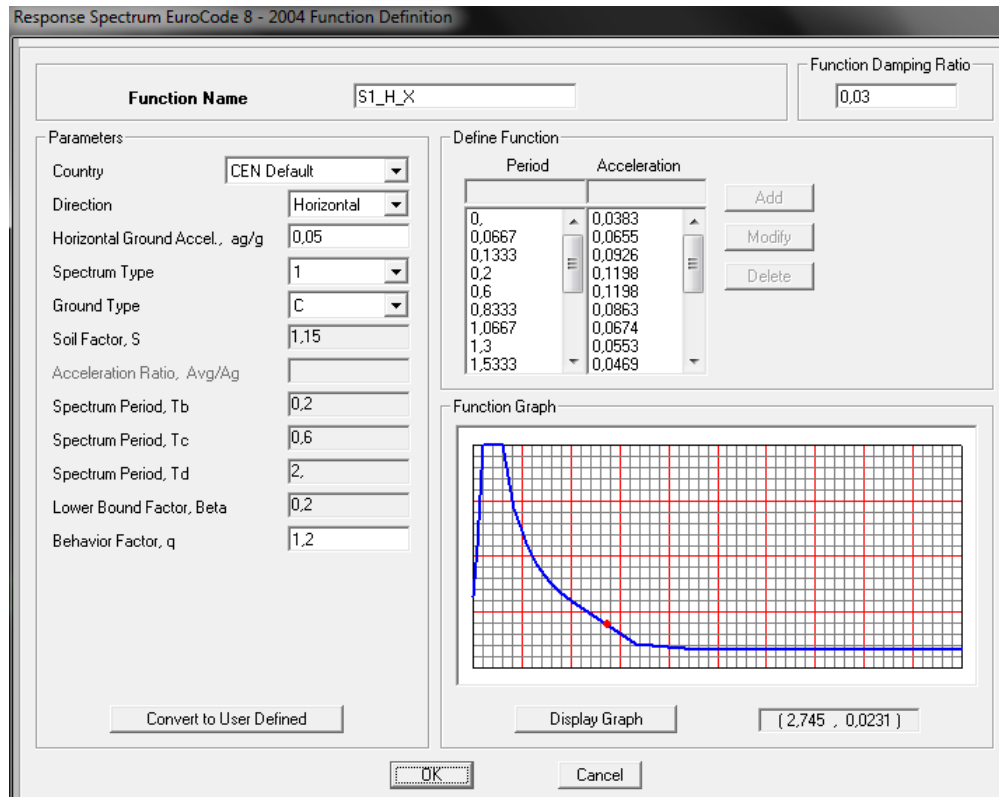 Response Spectrum EuroCode 8 - 2004 Function Definition
Function Damping Ratio
Function Name
S1_H_X
0,03
Parameters
Country
CEN Default
Direction
Horizontal
Horizontal Ground Accel., ag/g
0,05
Spectrum Type
1
Ground Type
C
Soil Factor, S
1,15
Acceleration Ratio, Avg/Ag
Spectrum Period, Tb
0,2
Spectrum Period, Tc
0,6
Spectrum Period, Td
2,
Lower Bound Factor, Beta
0,2
Behavior Factor, q
1,2
Convert to User Defined
Define Function
Period Acceleration
0, 0,0383
0,0667 0,0655
0,1333 0,0926
0,2 0,1198
0,6 0,1198
0,8333 0,0863
1,0667 0,0674
1,3 0,0553
1,5333 0,0469
Add
Modify
Delete
Function Graph
Display Graph
( 2,745 , 0,0231 )
OK
Cancel